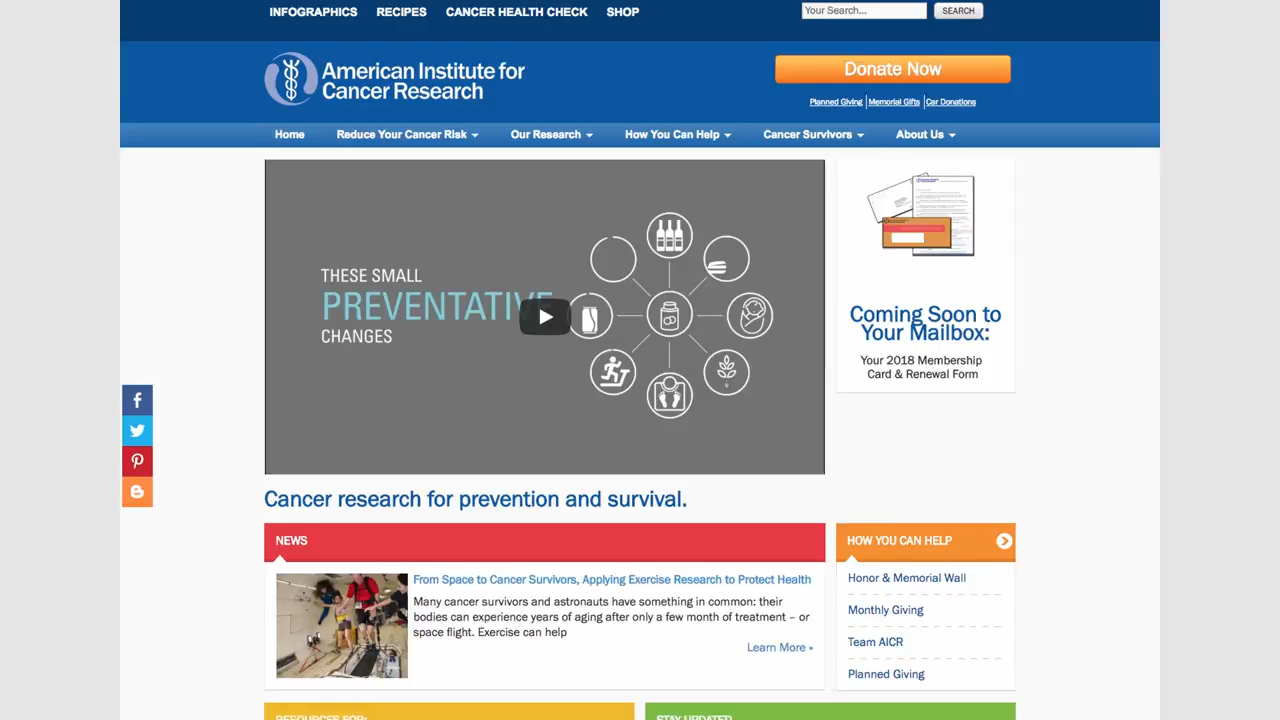 INFOGRAPHICS RECIPES CANCER HEALTH CHECK SHOP
Your Search... SEARCH
American Institute for
Cancer Research
Donate Now
Planned Giving Memorial Gifts Car Donations
Home Reduce Your Cancer Risk Our Research How You Can Help Cancer Survivors About Us
THESE SMALL
PREVENTATIVE
CHANGES
Coming Soon to
Your Mailbox:
Your 2018 Membership
Card & Renewal Form
Cancer research for prevention and survival.
NEWS
From Space to Cancer Survivors, Applying Exercise Research to Protect Health
Many cancer survivors and astronauts have something in common: their
bodies can experience years of aging after only a few month of treatment – or
space flight. Exercise can help
Learn More »
HOW YOU CAN HELP
Honor & Memorial Wall
Monthly Giving
Team AICR
Planned Giving
RESOURCES FOR:
STAY UPDATED